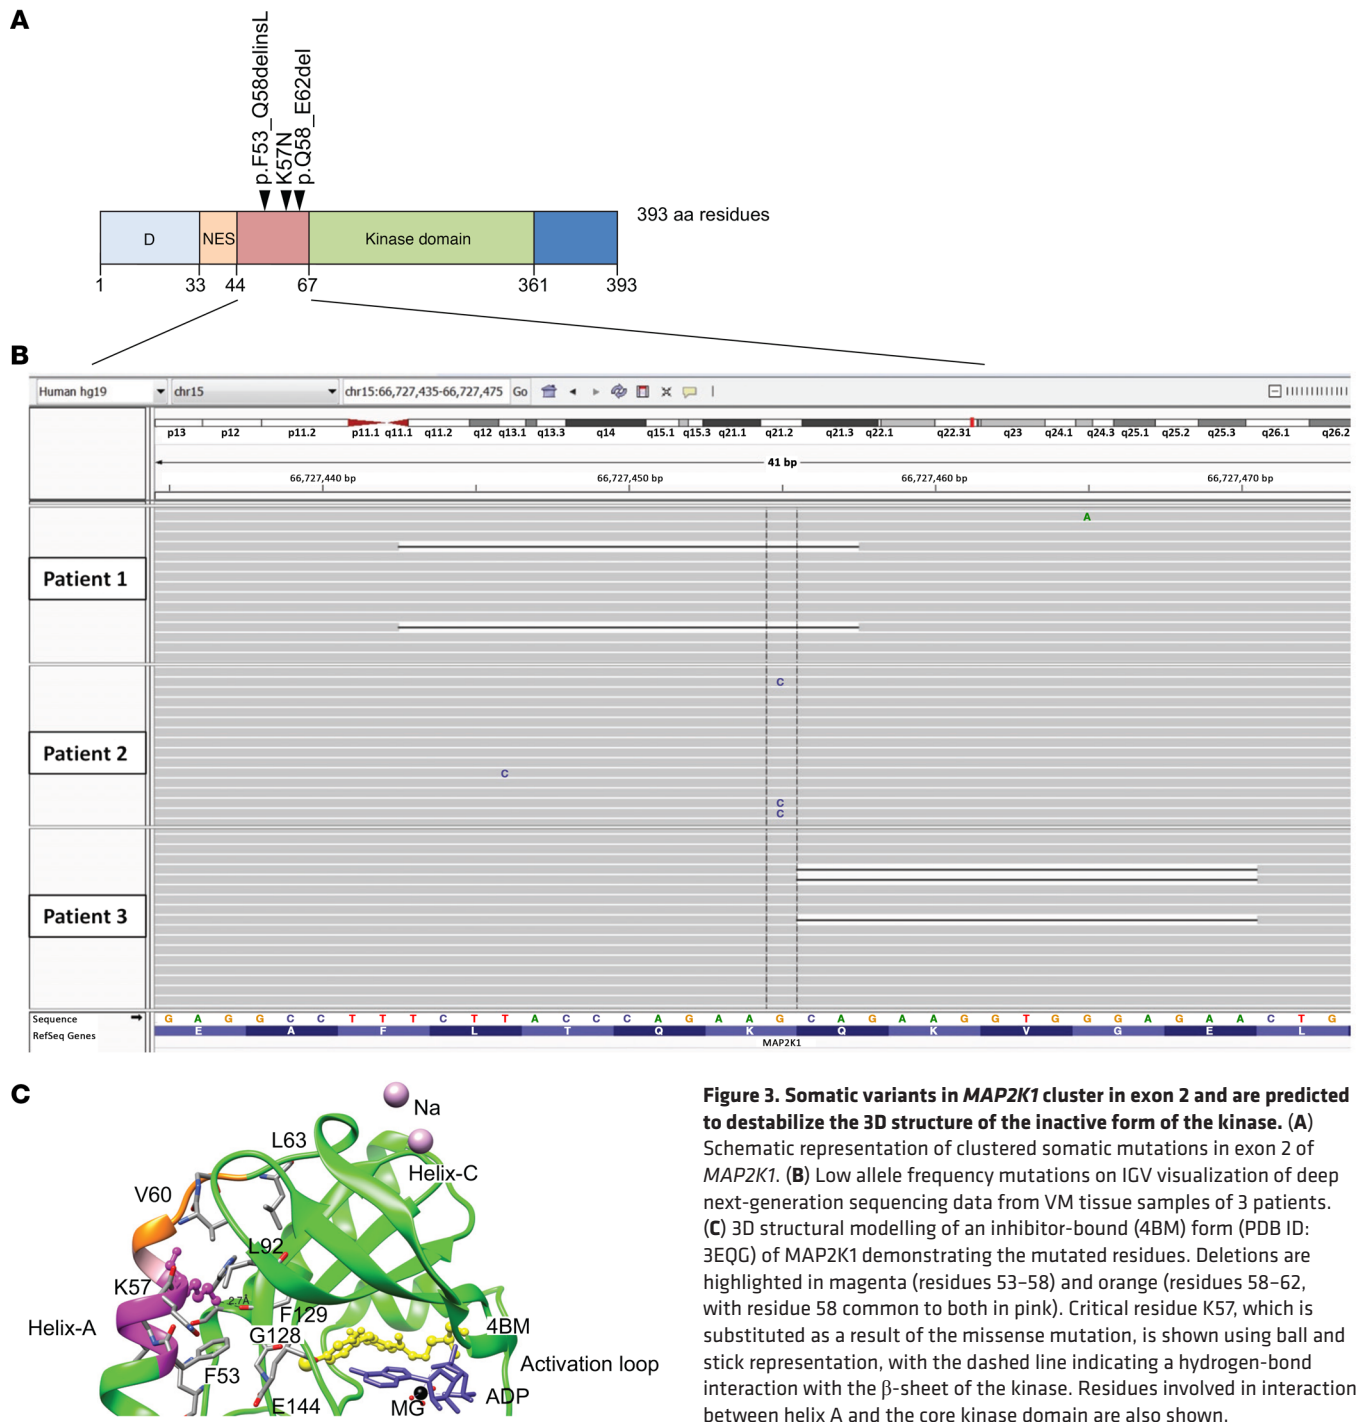 A
p.F53_Q58delinsL
K57N
p.Q58_E62del
D
NES
Kinase domain
393 aa residues
1
33
44
67
361
393
B
Human hg19
chr15
chr15:66,727,435-66,727,475
Go
p13 p12 p11.2 p11.1 q11.1 q11.2 q12 q13.1 q13.3 q14 q15.1 q15.3 q21.1 q21.2 q21.3 q22.1 q22.31 q23 q24.1 q24.3 q25.1 q25.2 q25.3 q26.1 q26.2
41 bp
66,727,440 bp 66,727,450 bp 66,727,460 bp 66,727,470 bp
A
Patient 1
C
Patient 2
C
C
C
Patient 3
Sequence G A G G C C T T T C T T A C C C A G A A G C A G A A G G T G G G A G A A C T G
RefSeq Genes E A F L T Q K Q K V G E L
MAP2K1
C
Na
L63
Helix-C
V60
L92
K57
2.7Å
F129
Helix-A
G128
4BM
F53
Activation loop
E144
MG
ADP
Figure 3. Somatic variants in MAP2K1 cluster in exon 2 and are predicted
to destabilize the 3D structure of the inactive form of the kinase. (A)
Schematic representation of clustered somatic mutations in exon 2 of
MAP2K1. (B) Low allele frequency mutations on IGV visualization of deep
next-generation sequencing data from VM tissue samples of 3 patients.
(C) 3D structural modelling of an inhibitor-bound (4BM) form (PDB ID:
3EQG) of MAP2K1 demonstrating the mutated residues. Deletions are
highlighted in magenta (residues 53–58) and orange (residues 58–62,
with residue 58 common to both in pink). Critical residue K57, which is
substituted as a result of the missense mutation, is shown using ball and
stick representation, with the dashed line indicating a hydrogen-bond
interaction with the β-sheet of the kinase. Residues involved in interaction
between helix A and the core kinase domain are also shown.